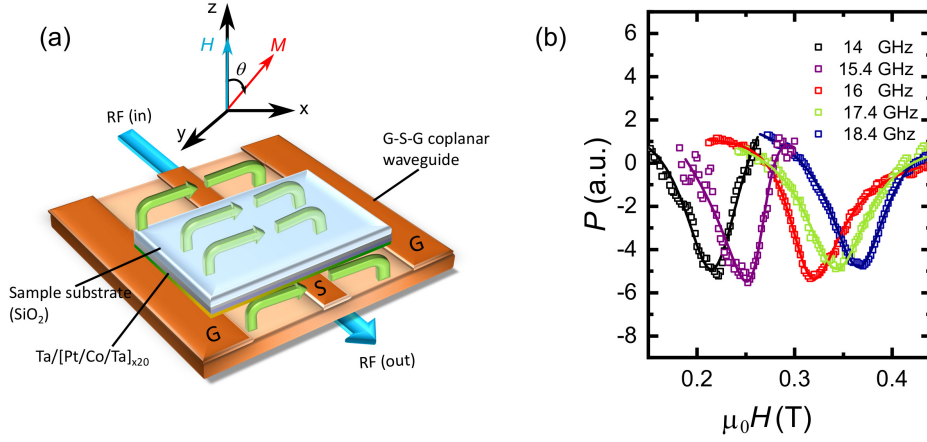 (a)
z
H
M
θ
x
y
RF (in)
G-S-G coplanar
waveguide
G
S
G
Sample substrate
(SiO2)
Ta/[Pt/Co/Ta]x20
RF (out)
(b)
14 GHz
15.4 GHz
16 GHz
17.4 GHz
18.4 Ghz
P (a.u.)
6
4
2
0
-2
-4
-6
-8
0.2
0.3
0.4
μ0H (T)